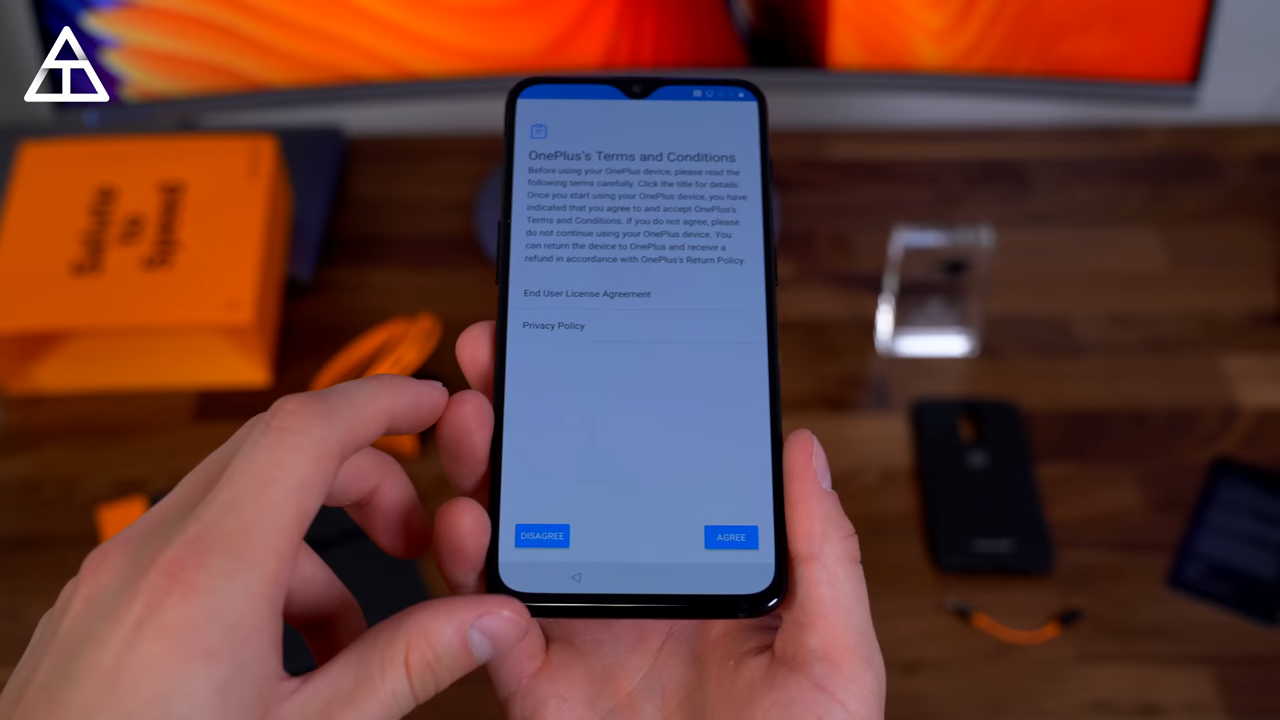 Salute
to
Speed
OnePlus's Terms and Conditions
Before using your OnePlus device, please read the
following terms carefully. Click the title for details.
Once you start using your OnePlus device, you have
indicated that you agree to and accept OnePlus's
Terms and Conditions. If you do not agree, please
do not continue using your OnePlus device. You
can return the device to OnePlus and receive a
refund in accordance with OnePlus's Return Policy.
End User License Agreement
Privacy Policy
DISAGREE
AGREE